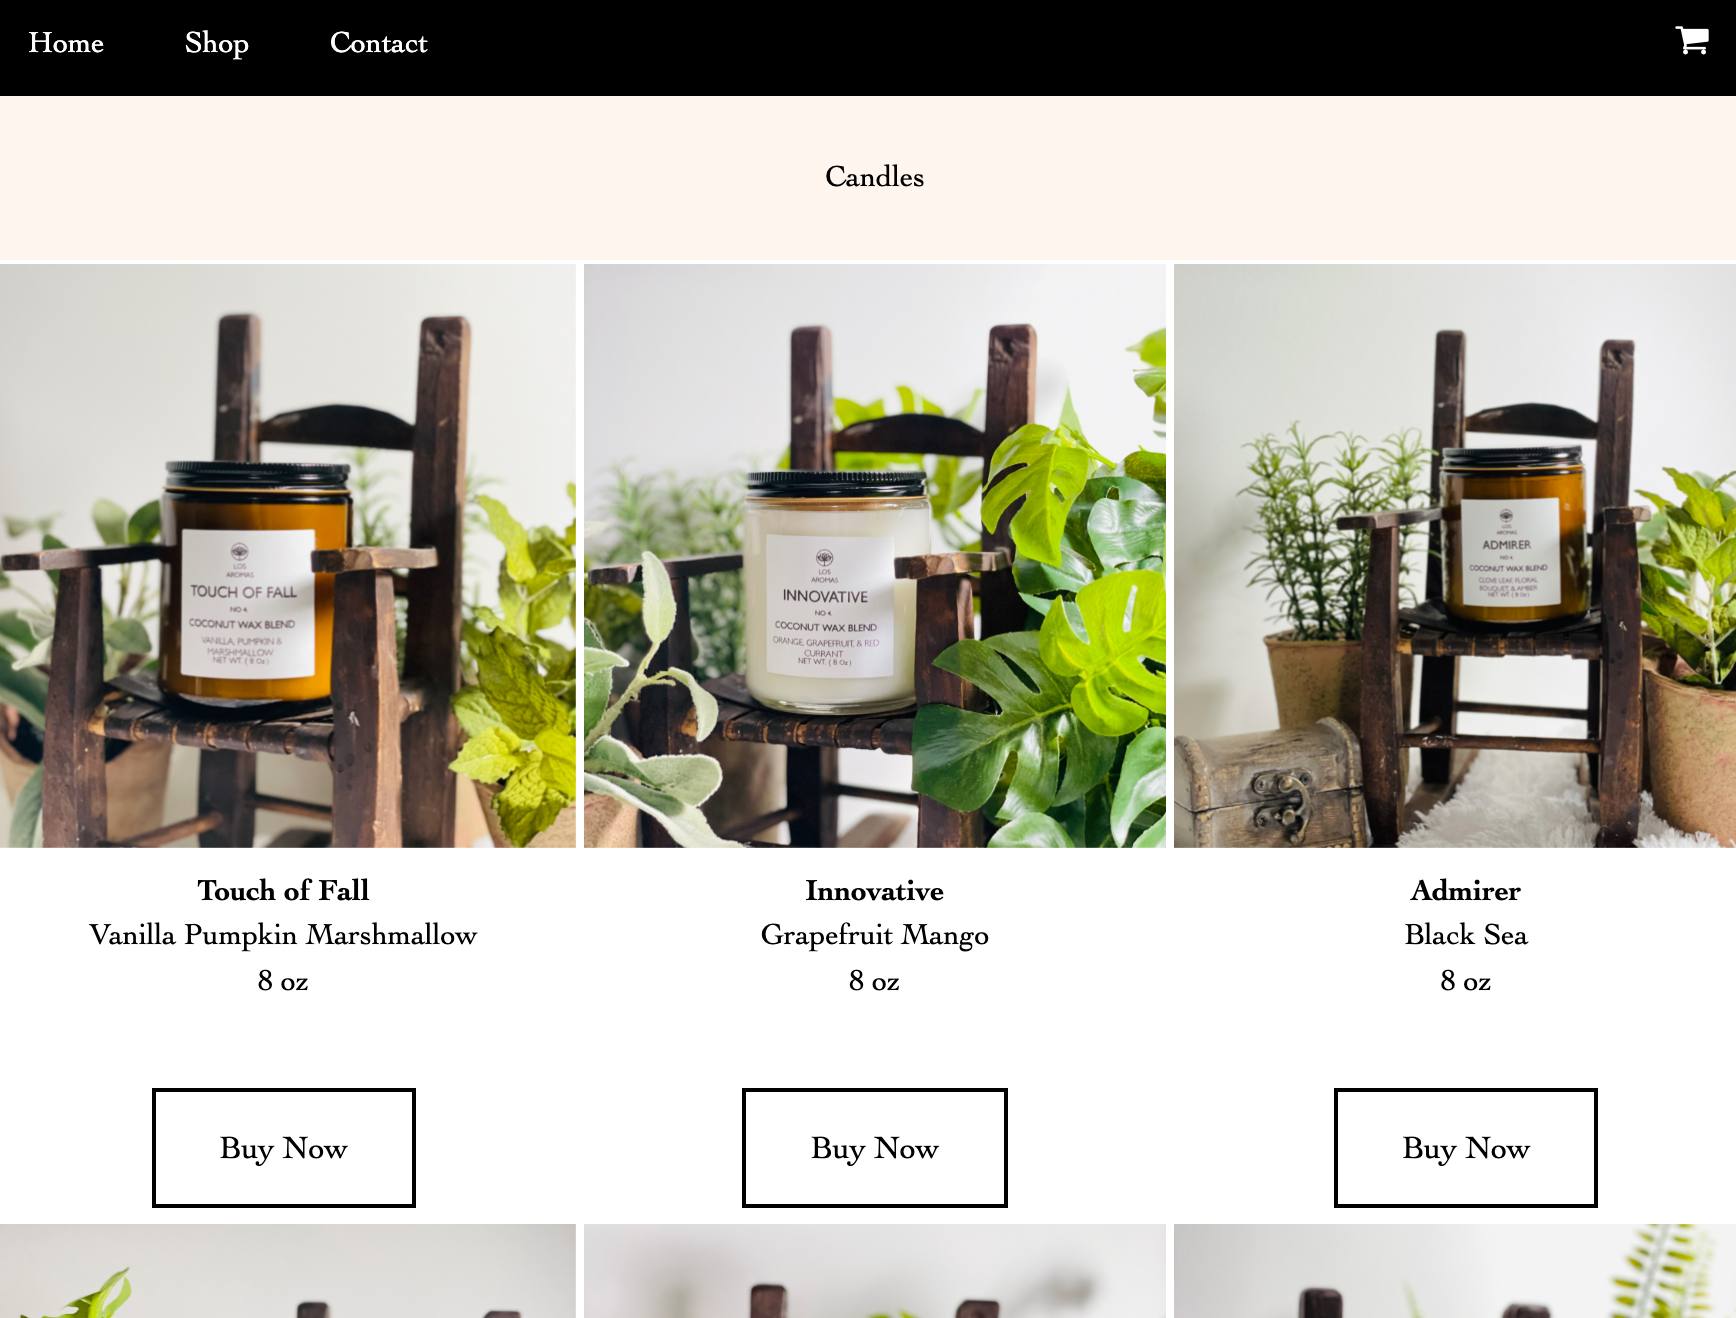 Home Shop Contact
Candles
LOS
AROMAS
TOUCH OF FALL
NO 4.
COCONUT WAX BLEND
VANILLA, PUMPKIN &
MARSHMALLOW
NET WT. ( 8 Oz )
LOS
AROMAS
INNOVATIVE
NO 4.
COCONUT WAX BLEND
ORANGE, GRAPEFRUIT, & RED
CURRANT
NET WT. ( 8 Oz )
LOS
AROMAS
ADMIRER
NO 4.
COCONUT WAX BLEND
CLOVE LEAF, FLORAL
BOUQUET, & AMBER
NET WT. ( 8 Oz )
Touch of Fall
Vanilla Pumpkin Marshmallow
8 oz
Innovative
Grapefruit Mango
8 oz
Admirer
Black Sea
8 oz
Buy Now
Buy Now
Buy Now